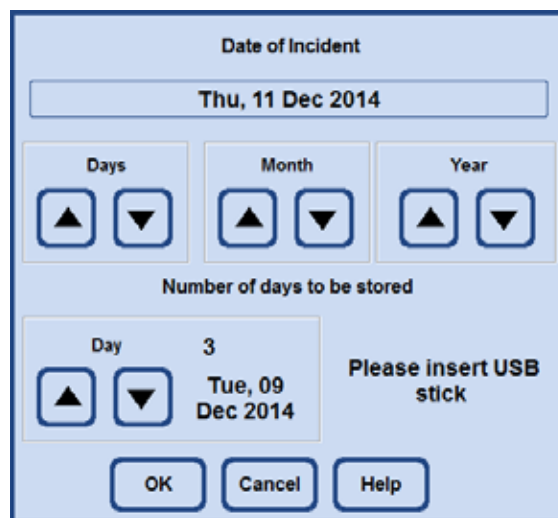 Date of Incident
Thu, 11 Dec 2014
Days Month Year
Number of days to be stored
Day 3
Tue, 09
Dec 2014
Please insert USB
stick
OK Cancel Help